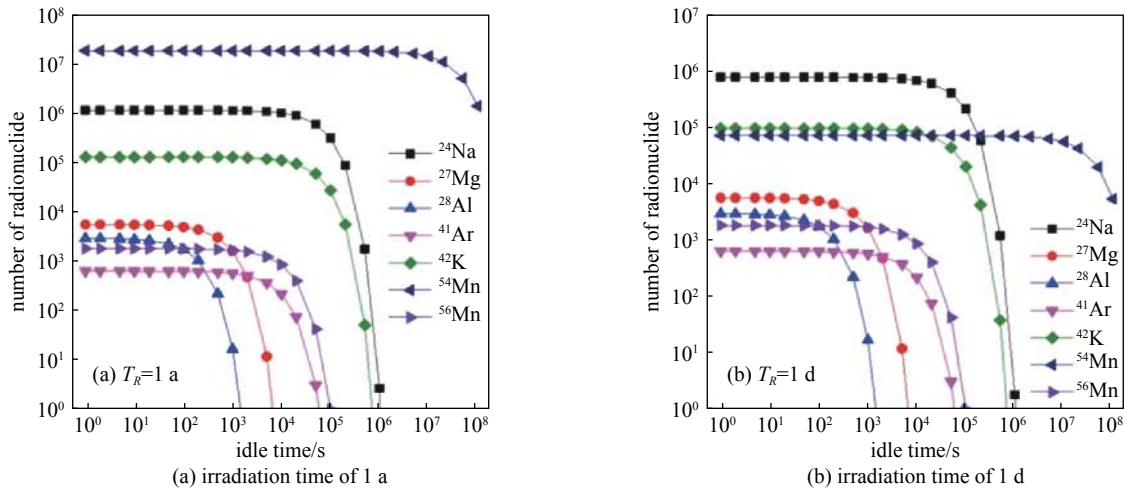 10⁸
10⁷
10⁶
10⁵
10⁴
10³
10²
10¹
10⁰
number of radionuclide
²⁴Na
²⁷Mg
²⁸Al
⁴¹Ar
⁴²K
⁵⁴Mn
⁵⁶Mn
(a) T_R=1 a
10⁰ 10¹ 10² 10³ 10⁴ 10⁵ 10⁶ 10⁷ 10⁸
idle time/s
(a) irradiation time of 1 a
10⁷
10⁶
10⁵
10⁴
10³
10²
10¹
10⁰
number of radionuclide
²⁴Na
²⁷Mg
²⁸Al
⁴¹Ar
⁴²K
⁵⁴Mn
⁵⁶Mn
(b) T_R=1 d
10⁰ 10¹ 10² 10³ 10⁴ 10⁵ 10⁶ 10⁷ 10⁸
idle time/s
(b) irradiation time of 1 d